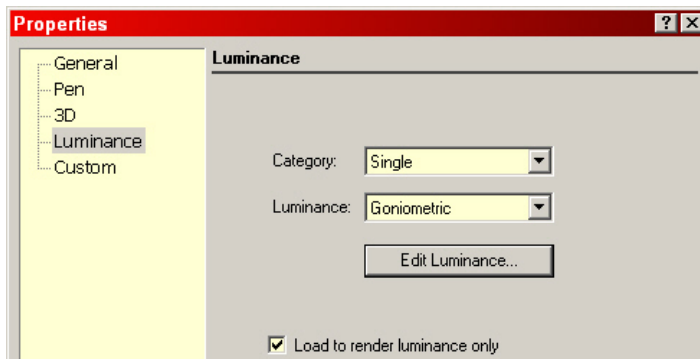 Properties
General
Pen
3D
Luminance
Custom
Luminance
Category: Single
Luminance: Goniometric
Edit Luminance...
Load to render luminance only